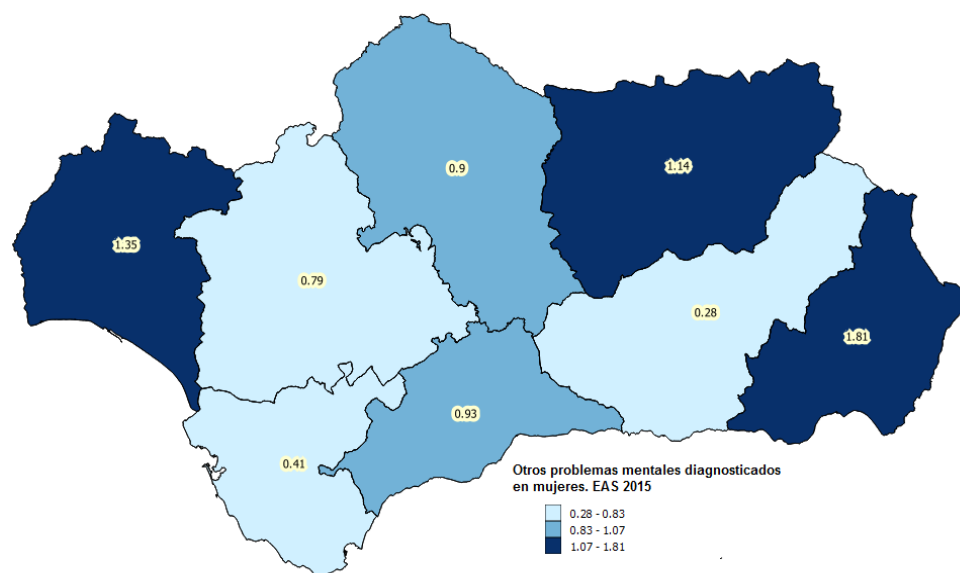 0.9
1.14
1.35
0.79
0.28
1.81
0.93
0.41
Otros problemas mentales diagnosticados
en mujeres. EAS 2015
0.28 - 0.83
0.83 - 1.07
1.07 - 1.81